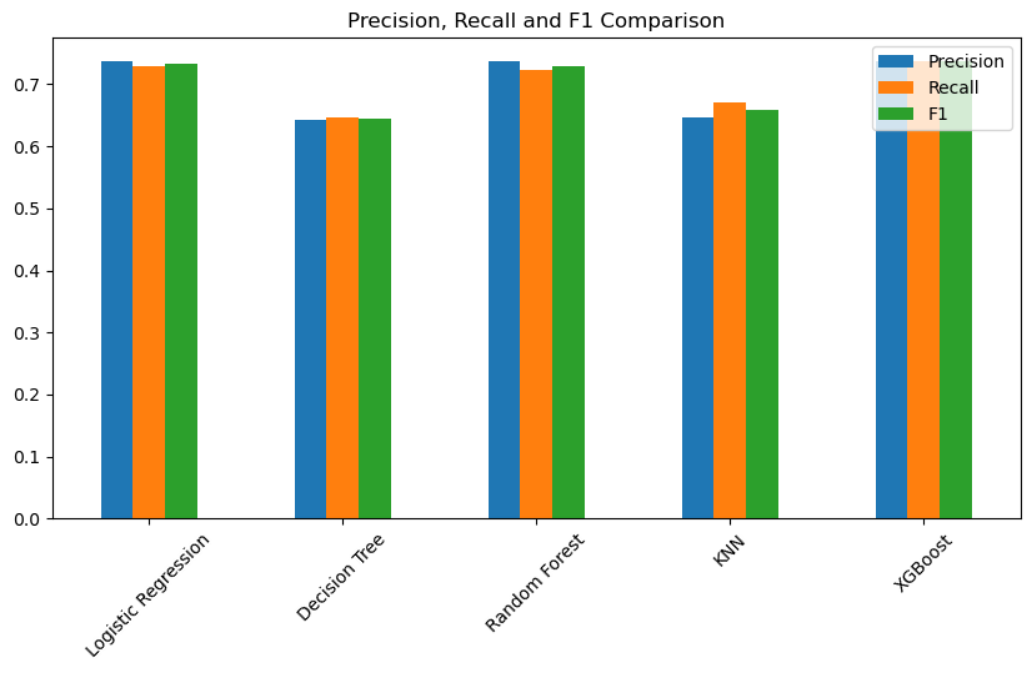 Precision, Recall and F1 Comparison
Precision
Recall
F1
0.7
0.6
0.5
0.4
0.3
0.2
0.1
0.0
Logistic Regression
Decision Tree
Random Forest
KNN
XGBoost